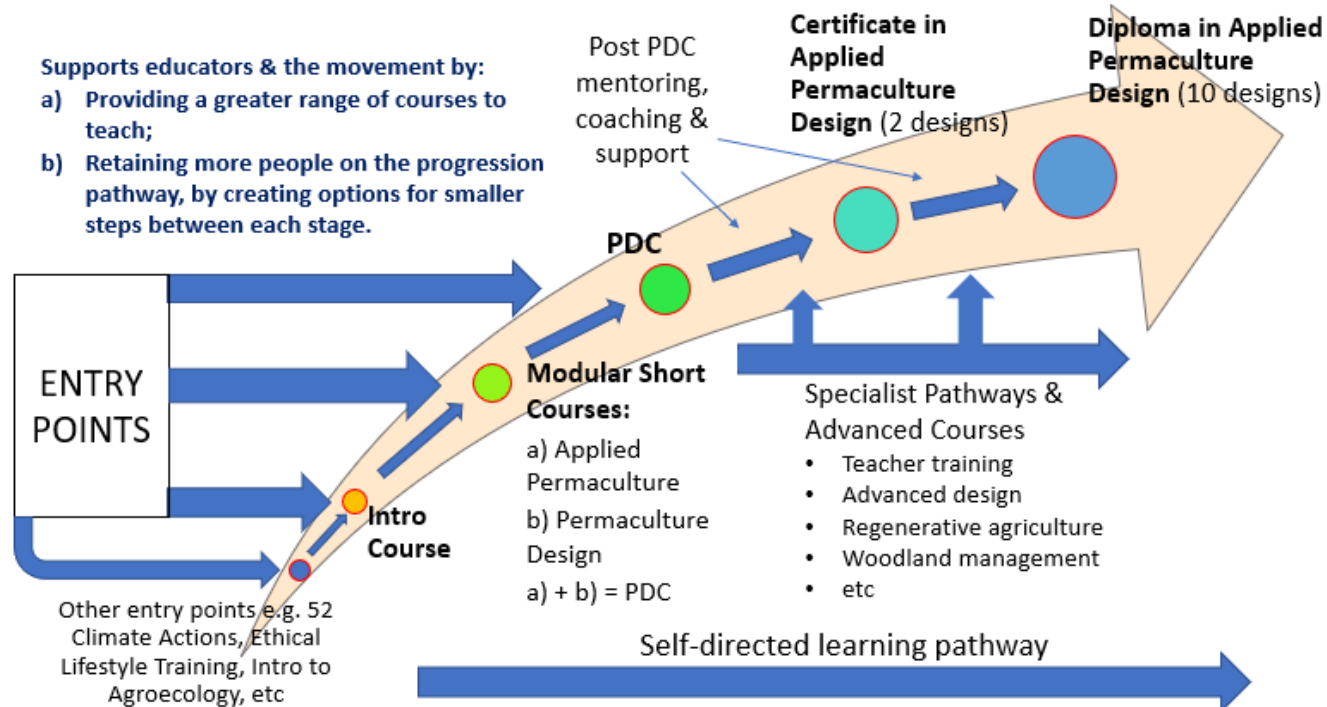 Supports educators & the movement by:
a) Providing a greater range of courses to
teach;
b) Retaining more people on the progression
pathway, by creating options for smaller
steps between each stage.
Post PDC
mentoring,
coaching &
support
Certificate in
Applied
Permaculture
Design (2 designs)
Diploma in Applied
Permaculture
Design (10 designs)
PDC
ENTRY
POINTS
Intro
Course
Modular Short
Courses:
a) Applied
Permaculture
b) Permaculture
Design
a) + b) = PDC
Specialist Pathways &
Advanced Courses
• Teacher training
• Advanced design
• Regenerative agriculture
• Woodland management
• etc
Other entry points e.g. 52
Climate Actions, Ethical
Lifestyle Training, Intro to
Agroecology, etc
Self-directed learning pathway